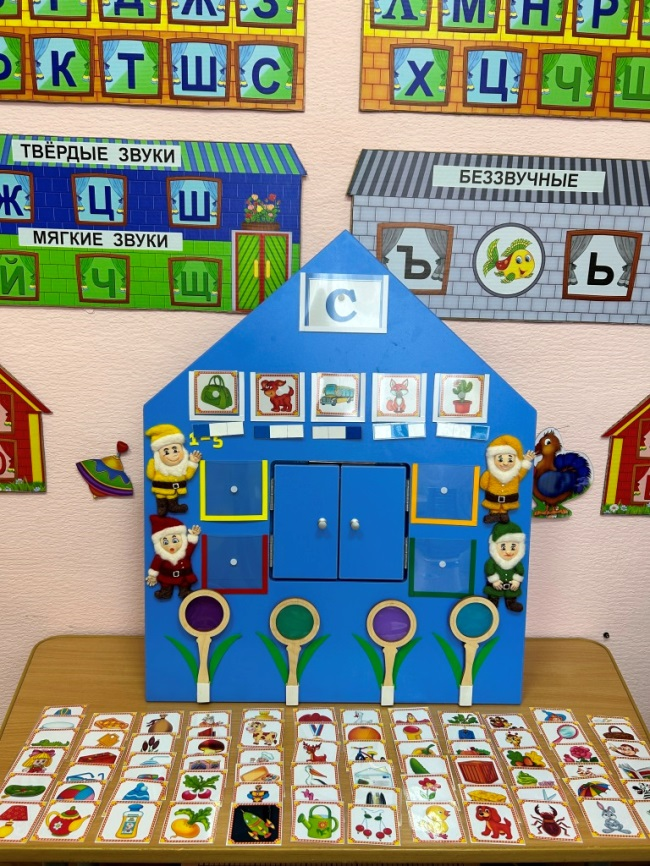 Д Ж З
Л М Н Р
К Т Ш С
Х Ц Ч Ш
ТВЁРДЫЕ ЗВУКИ
БЕЗЗВУЧНЫЕ
Ж Ц Ш
МЯГКИЕ ЗВУКИ
Ъ Ь
Й Ч Щ
С
1-5